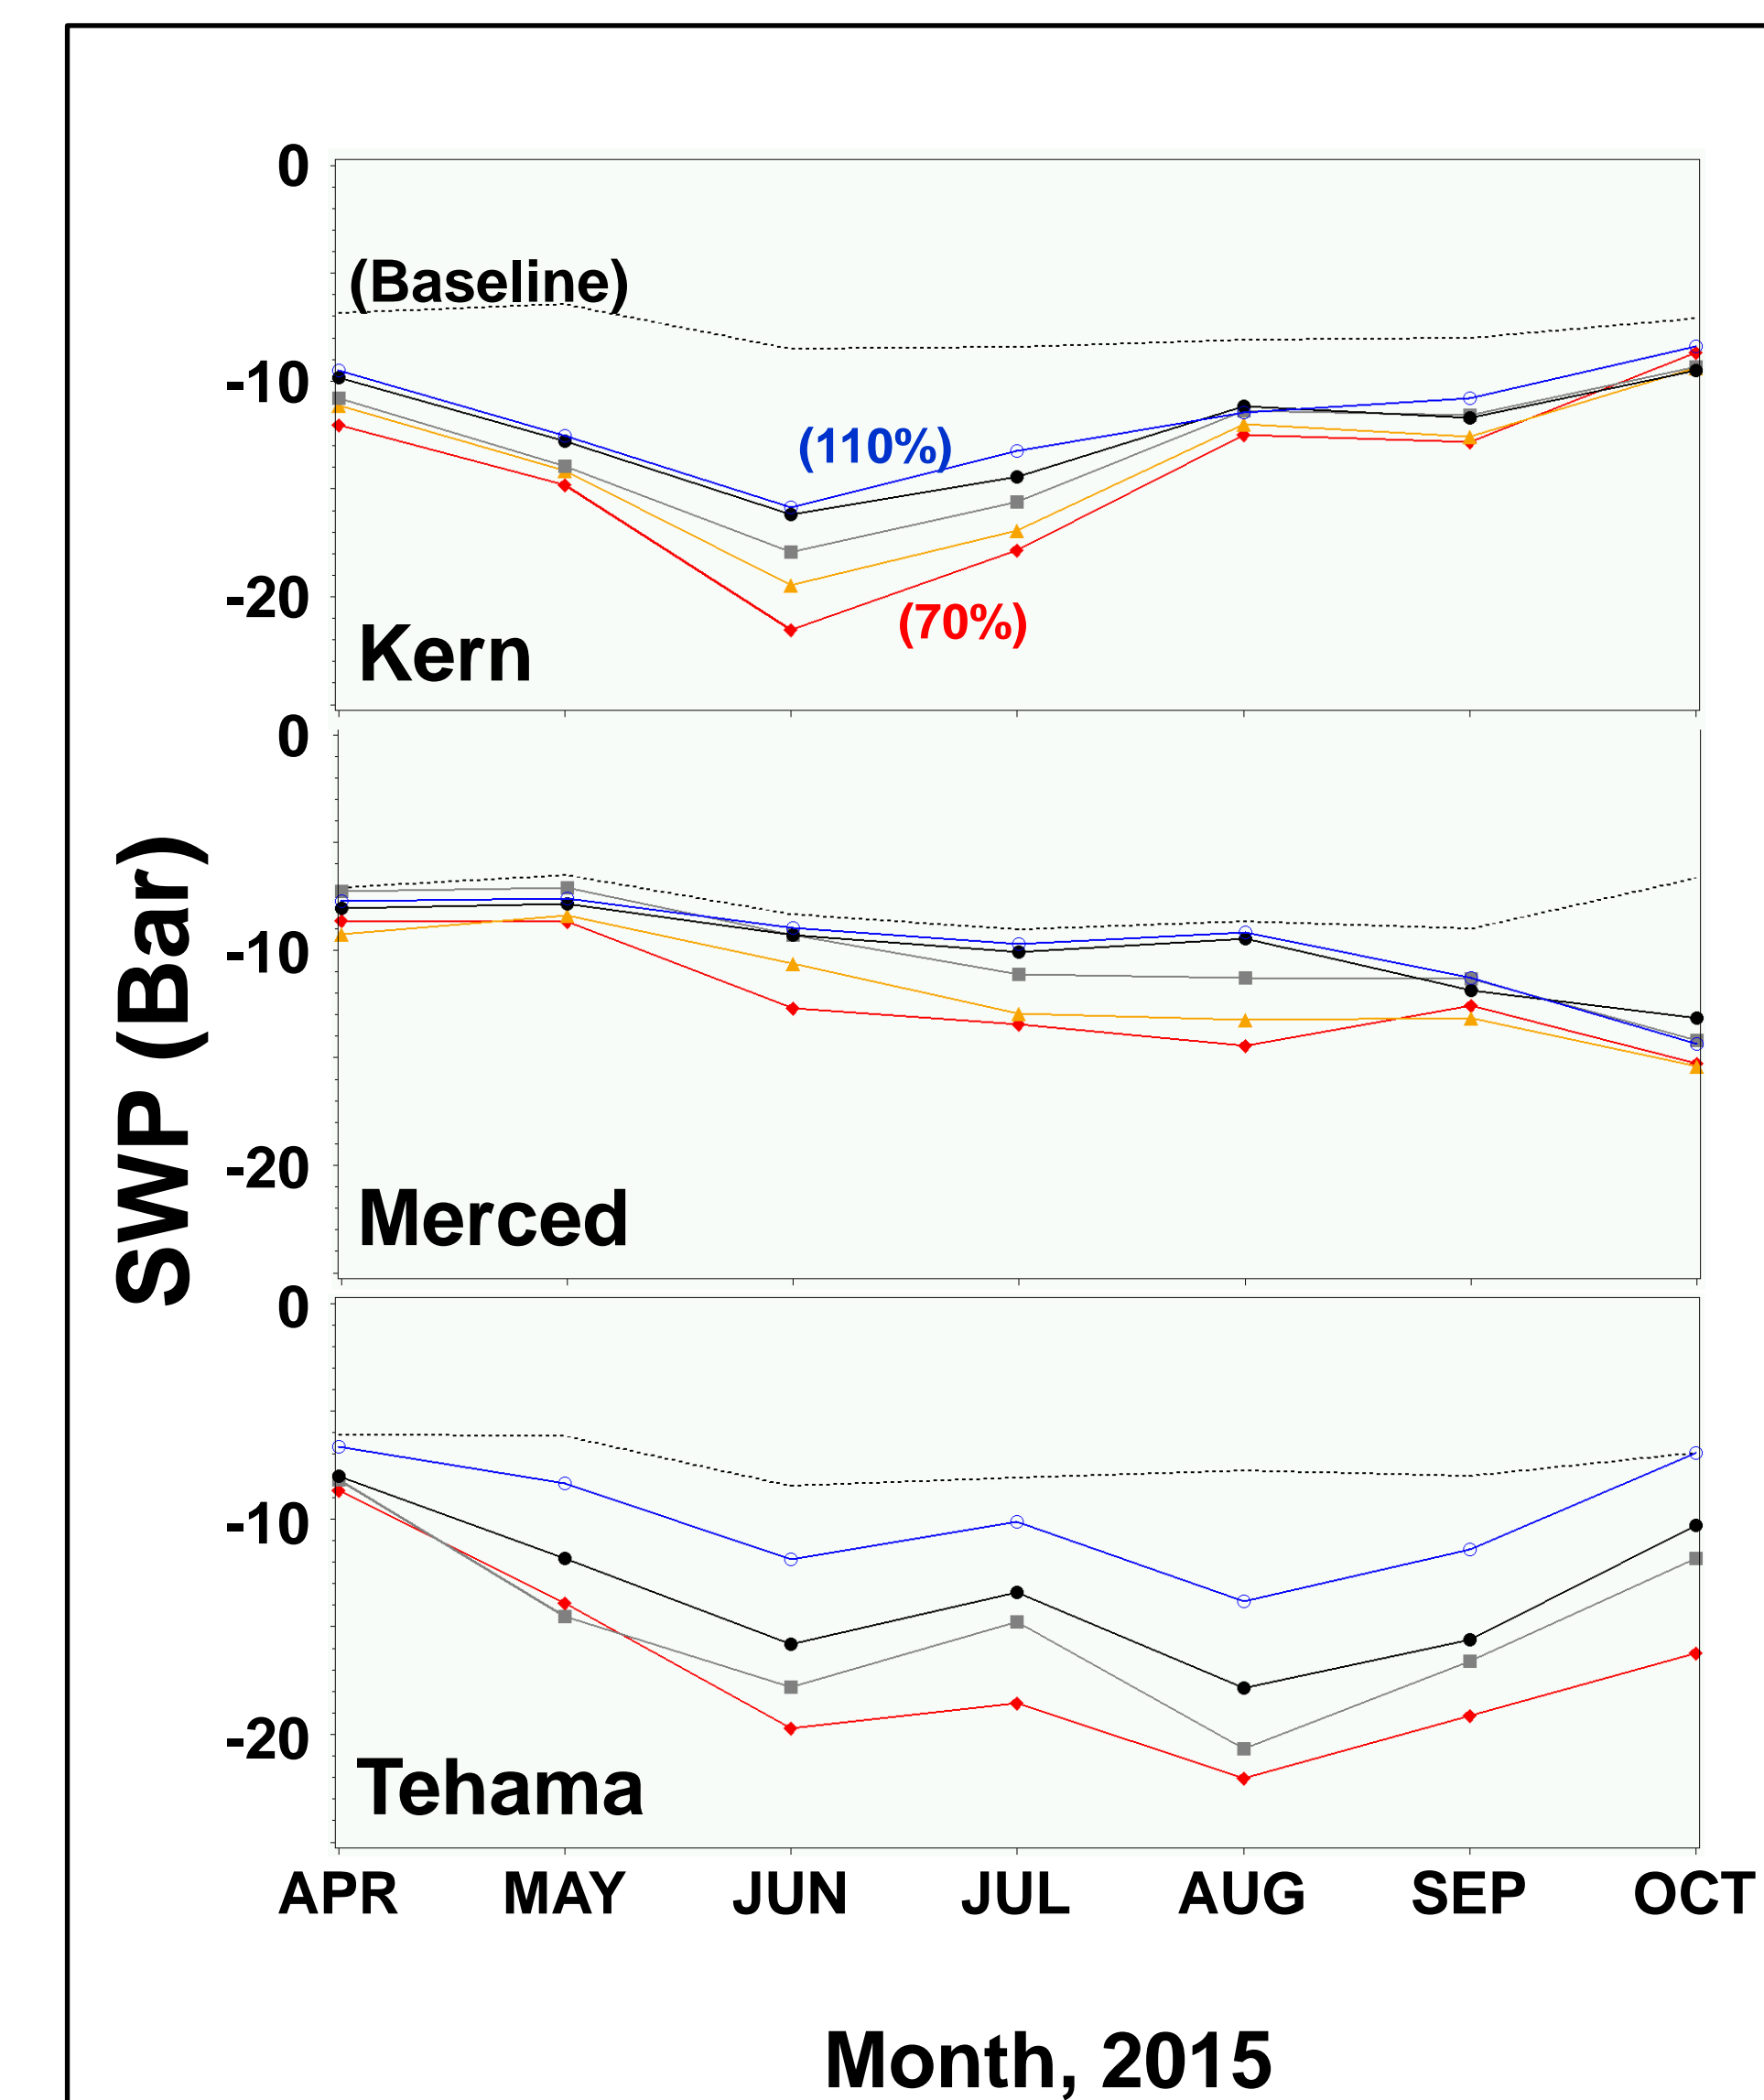 0
(Baseline)
-10
(110%)
-20
(70%)
Kern
0
-10
-20
Merced
SWP (Bar)
0
-10
-20
Tehama
APR MAY JUN JUL AUG SEP OCT
Month, 2015